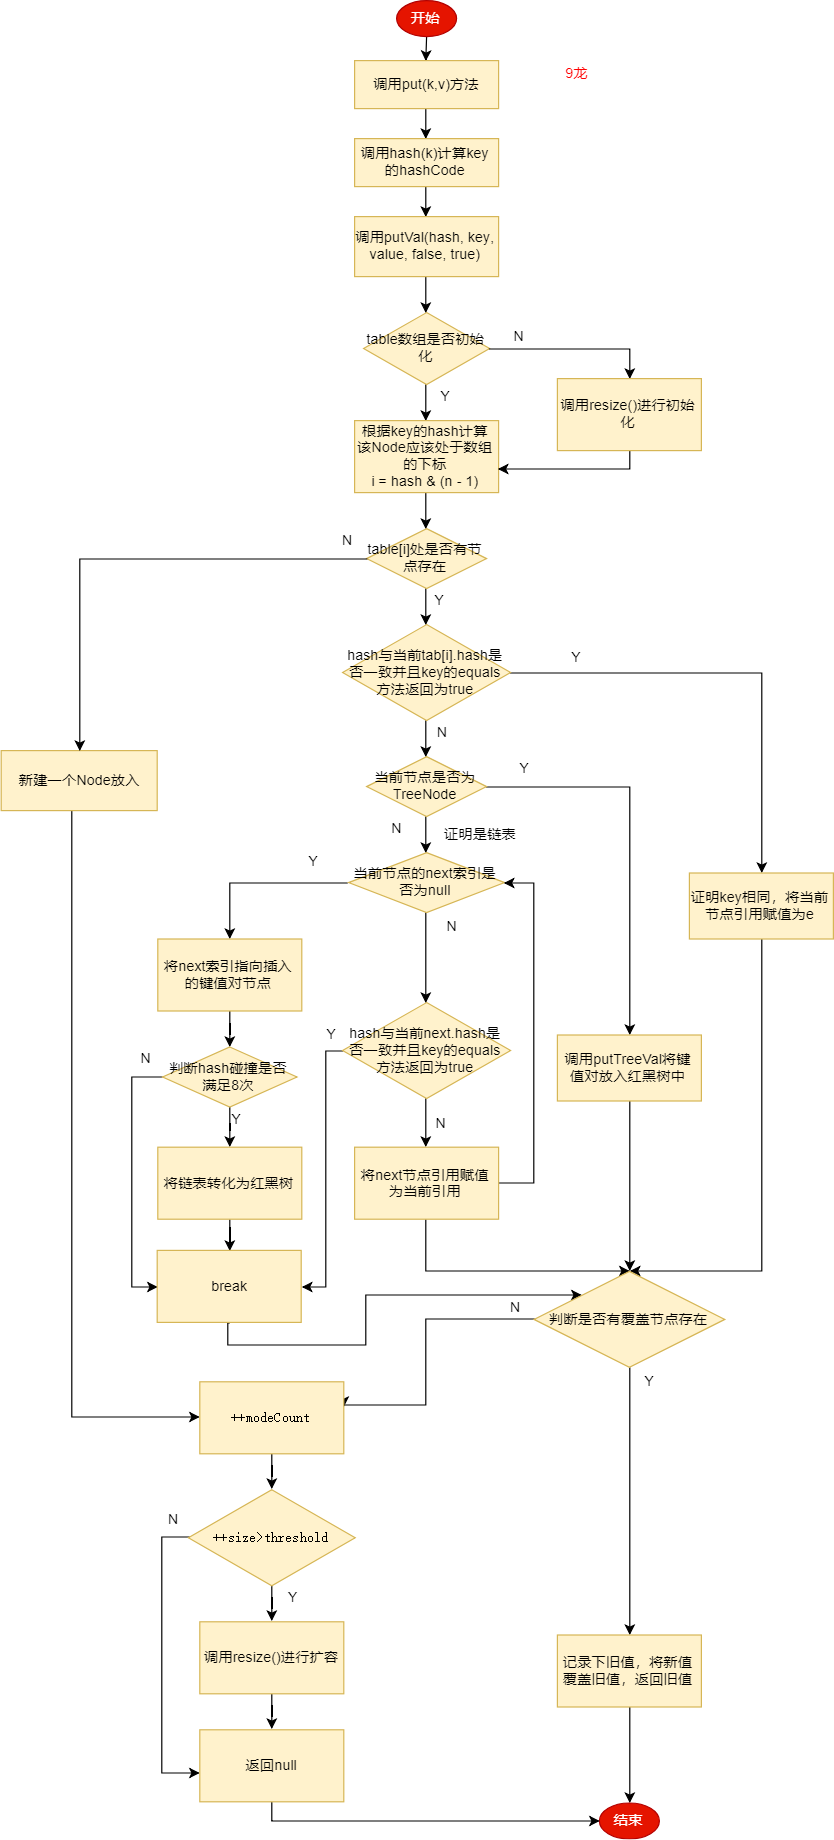 开始
9龙
调用put(k,v)方法
调用hash(k)计算key
的hashCode
调用putVal(hash, key,
value, false, true)
table数组是否初始
化
N
Y
调用resize()进行初始
化
根据key的hash计算
该Node应该处于数组
的下标
i = hash & (n - 1)
N
table[i]处是否有节
点存在
Y
hash与当前tab[i].hash是
否一致并且key的equals
方法返回为true
Y
N
新建一个Node放入
当前节点是否为
TreeNode
Y
N
证明是链表
Y
当前节点的next索引是
否为null
N
证明key相同，将当前
节点引用赋值为e
将next索引指向插入
的键值对节点
hash与当前next.hash是
否一致并且key的equals
方法返回为true
Y
N
判断hash碰撞是否
满足8次
N
Y
调用putTreeVal将键
值对放入红黑树中
将链表转化为红黑树
将next节点引用赋值
为当前引用
break
N
判断是否有覆盖节点存在
Y
++modeCount
N
++size>threshold
Y
调用resize()进行扩容
记录下旧值，将新值
覆盖旧值，返回旧值
返回null
结束